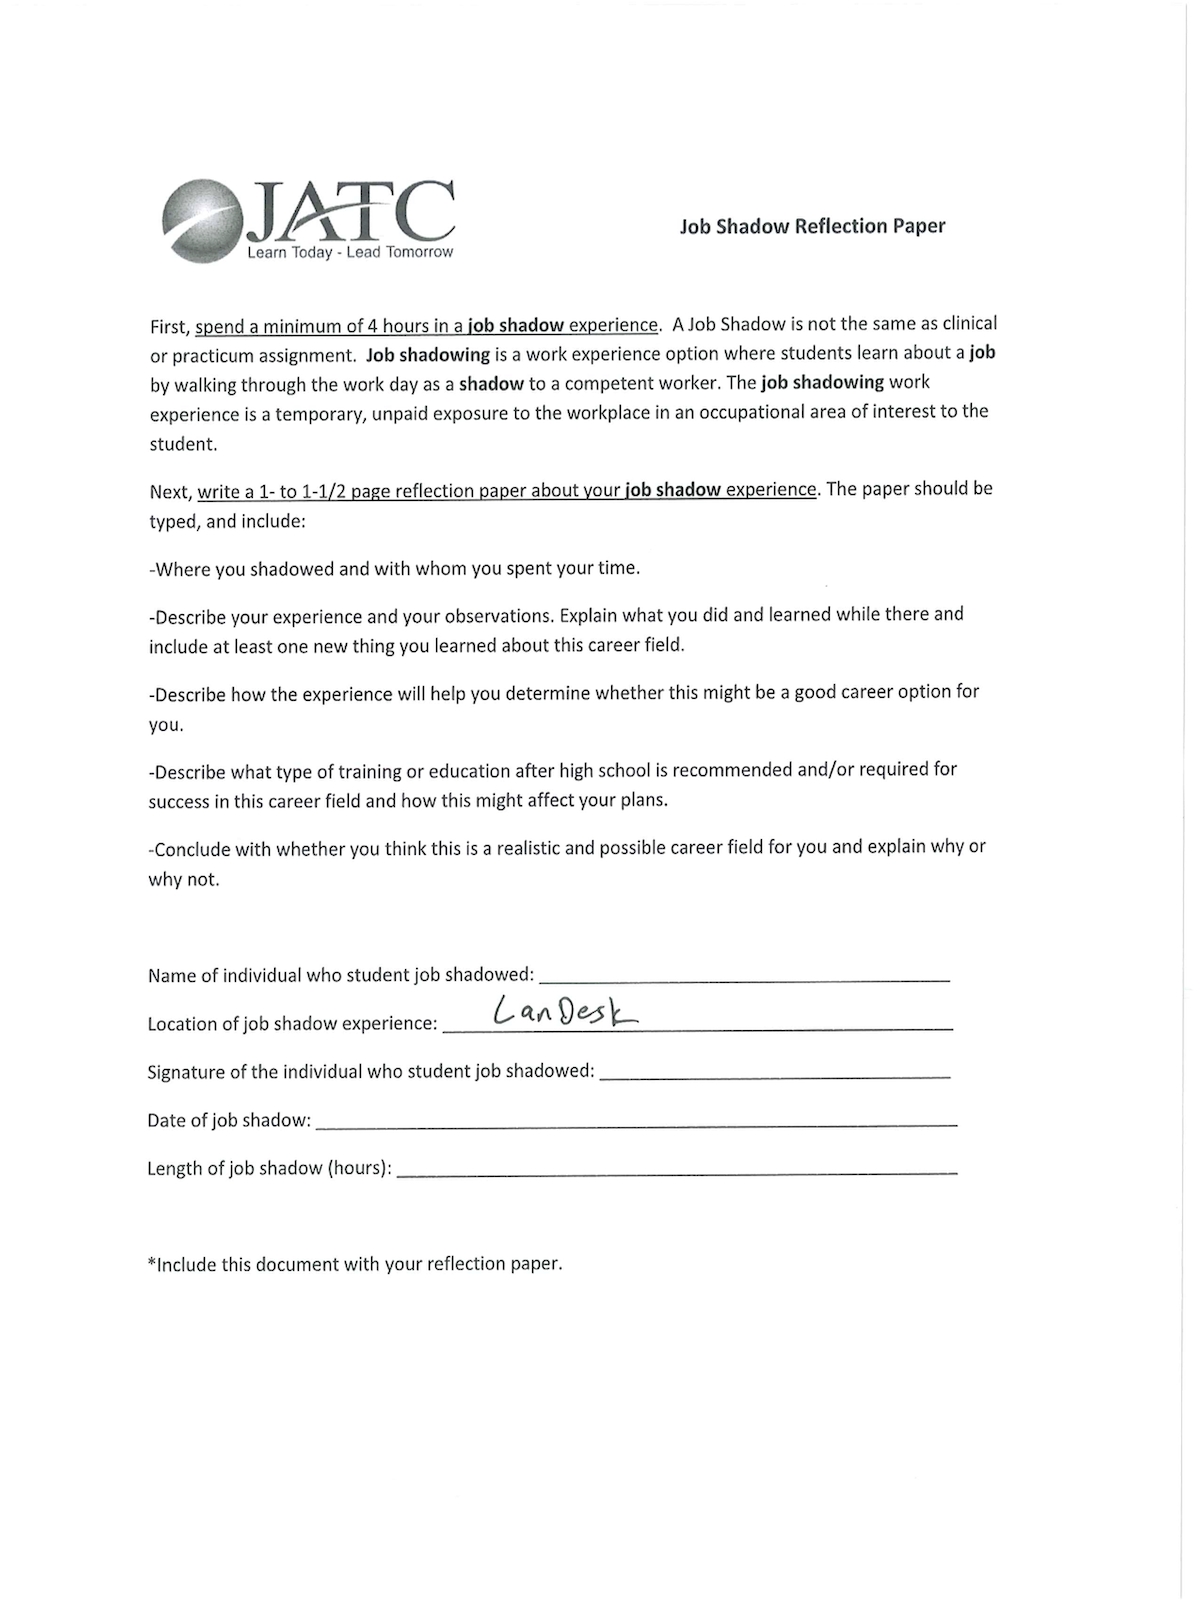 JATC
Learn Today - Lead Tomorrow
Job Shadow Reflection Paper
First, spend a minimum of 4 hours in a job shadow experience. A Job Shadow is not the same as clinical
or practicum assignment. Job shadowing is a work experience option where students learn about a job
by walking through the work day as a shadow to a competent worker. The job shadowing work
experience is a temporary, unpaid exposure to the workplace in an occupational area of interest to the
student.
Next, write a 1- to 1-1/2 page reflection paper about your job shadow experience. The paper should be
typed, and include:
-Where you shadowed and with whom you spent your time.
-Describe your experience and your observations. Explain what you did and learned while there and
include at least one new thing you learned about this career field.
-Describe how the experience will help you determine whether this might be a good career option for
you.
-Describe what type of training or education after high school is recommended and/or required for
success in this career field and how this might affect your plans.
-Conclude with whether you think this is a realistic and possible career field for you and explain why or
why not.
Name of individual who student job shadowed:
Location of job shadow experience: LanDesk
Signature of the individual who student job shadowed:
Date of job shadow:
Length of job shadow (hours):
*Include this document with your reflection paper.